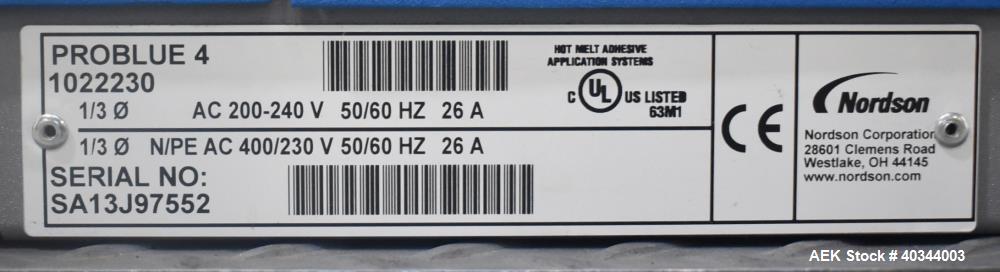 PROBLUE 4
1022230
1/3 Ø AC 200-240 V 50/60 HZ 26 A
1/3 Ø N/PE AC 400/230 V 50/60 HZ 26 A
SERIAL NO:
SA13J97552
HOT MELT ADHESIVE
APPLICATION SYSTEMS
C UL US LISTED
63M1
CE
Nordson
Nordson Corporation
28601 Clemens Road
Westlake, OH 44145
www.nordson.com
AEK Stock # 40344003